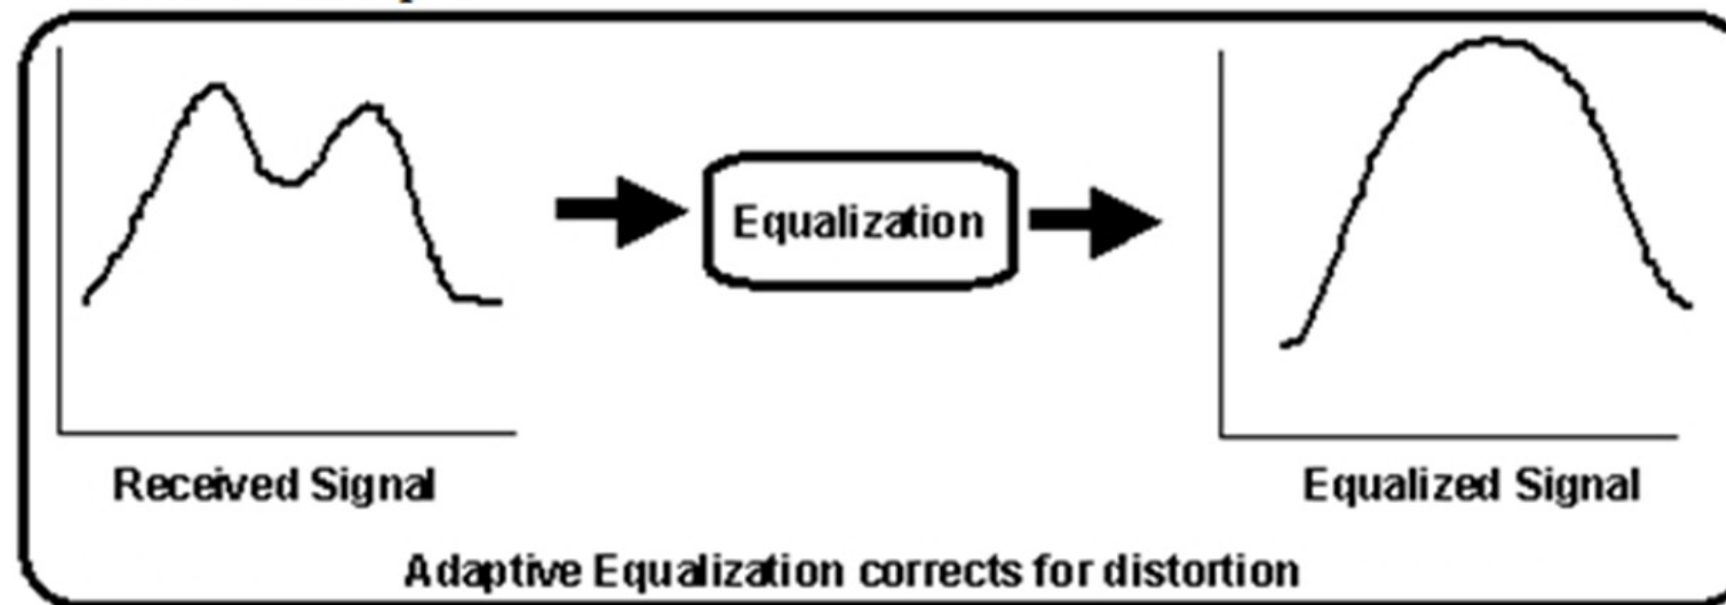 Equalization
Received Signal
Equalized Signal
Adaptive Equalization corrects for distortion